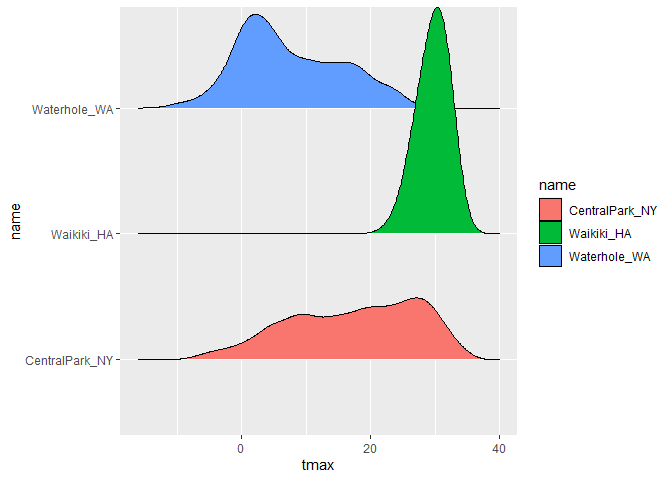 Waterhole_WA
Waikiki_HA
CentralPark_NY
name
0 20 40
tmax
name
CentralPark_NY
Waikiki_HA
Waterhole_WA